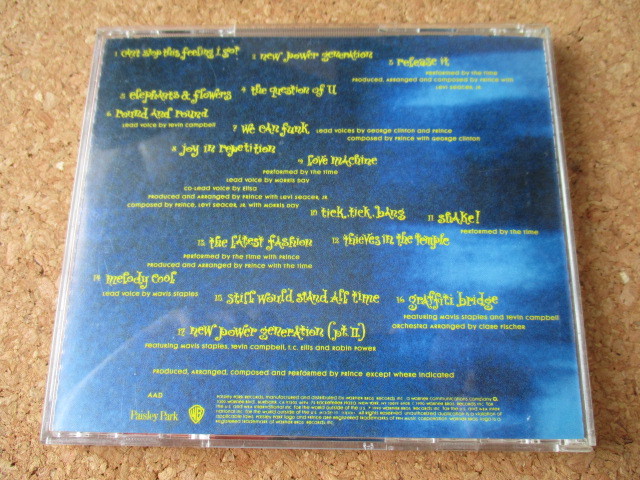 1 can't stop this feeling I got
2 new power generation
3 release it
performed by the time
produced, arranged and composed by prince with
levi seacer, jr
3 elephants & flowers
4 the question of U
6 round and round
lead voice by tevin campbell
7 we can funk, lead voices by george clinton and prince
composed by prince with george clinton
8 joy in repetition
9 love machine
performed by the time
lead voice by morris day
co lead voice by elisa
produced and arranged by prince with levi seacer, jr
composed by prince, levi seacer, jr with morris day
10 tick, tick, bang
11 shake!
performed by the time
12 the latest fashion
performed by the time with prince
produced and arranged by prince with the time
13 thieves in the temple
14 melody cool
lead voice by mavis staples
15 still would stand all time
16 graffiti bridge
featuring mavis staples and tevin campbell
orchestra arranged by clare fischer
17 new power generation (pt II)
featuring mavis staples, tevin campbell, t.c. ellis and robin power
produced, arranged, composed and performed by prince except where indicated
AAD
Paisley Park
WB